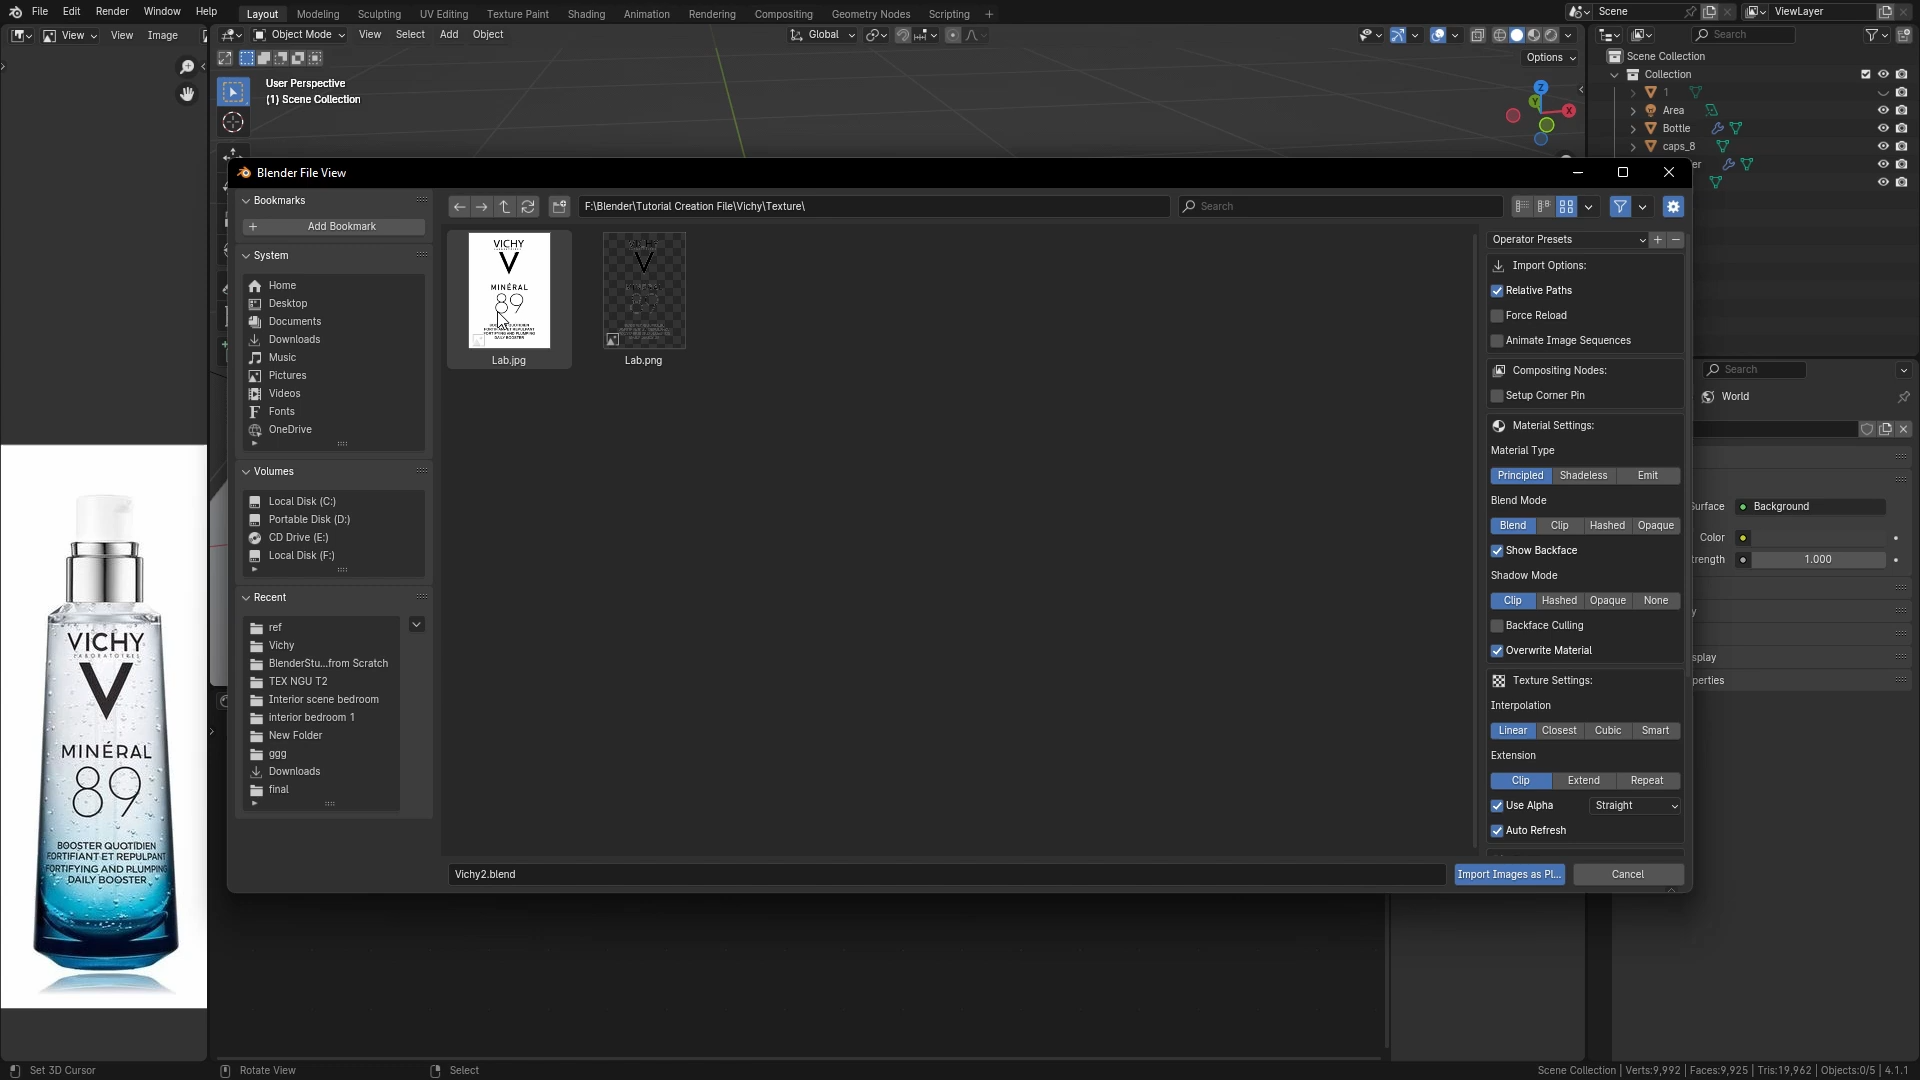 File Edit Render Window Help
Layout Modeling Sculpting UV Editing Texture Paint Shading Animation Rendering Compositing Geometry Nodes Scripting +
Scene ViewLayer
View View Image
Object Mode View Select Add Object
Global
Search
Options
User Perspective
(1) Scene Collection
Z
Y
X
Scene Collection
Collection
1
Area
Bottle
caps_8
er
Blender File View
Bookmarks
Add Bookmark
System
Home
Desktop
Documents
Downloads
Music
Pictures
Videos
Fonts
OneDrive
Volumes
Local Disk (C:)
Portable Disk (D:)
CD Drive (E:)
Local Disk (F:)
Recent
ref
Vichy
BlenderStu...from Scratch
TEX NGU T2
Interior scene bedroom
interior bedroom 1
New Folder
ggg
Downloads
final
F:\Blender\Tutorial Creation File\Vichy\Texture\
Search
VICHY
V
MINÉRAL
89
DAILY BOOSTER
Lab.jpg
Lab.png
Operator Presets
Import Options:
Relative Paths
Force Reload
Animate Image Sequences
Compositing Nodes:
Setup Corner Pin
Material Settings:
Material Type
Principled Shadeless Emit
Blend Mode
Blend Clip Hashed Opaque
Show Backface
Shadow Mode
Clip Hashed Opaque None
Backface Culling
Overwrite Material
Texture Settings:
Interpolation
Linear Closest Cubic Smart
Extension
Clip Extend Repeat
Use Alpha Straight
Auto Refresh
Vichy2.blend
Import Images as Pl... Cancel
Search
World
urface Background
Color
rength 1.000
y
splay
perties
VICHY
LABORATOIRES
V
MINÉRAL
89
BOOSTER QUOTIDIEN
FORTIFIANT ET REPULPANT
FORTIFYING AND PLUMPING
DAILY BOOSTER
Set 3D Cursor Rotate View Select
Scene Collection | Verts:9,992 | Faces:9,925 | Tris:19,962 | Objects:0/5 | 4.1.1